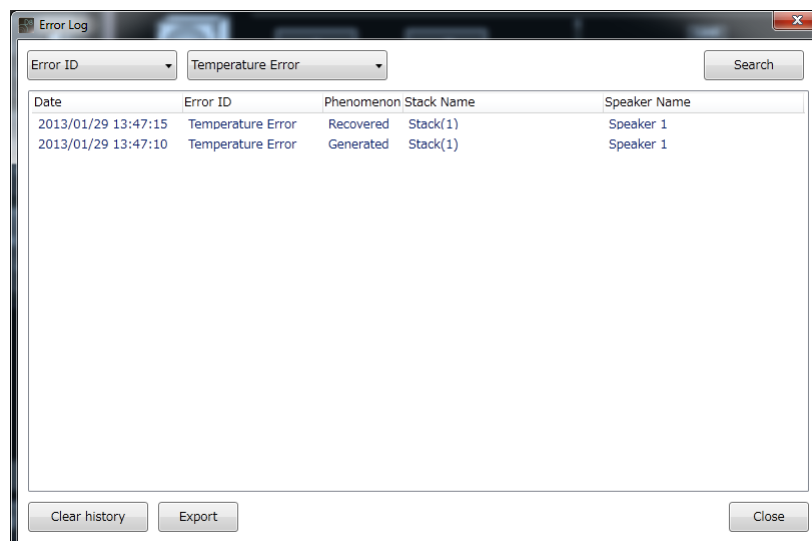 Error Log
Error ID Temperature Error Search
Date Error ID Phenomenon Stack Name Speaker Name
2013/01/29 13:47:15 Temperature Error Recovered Stack(1) Speaker 1
2013/01/29 13:47:10 Temperature Error Generated Stack(1) Speaker 1
Clear history Export Close